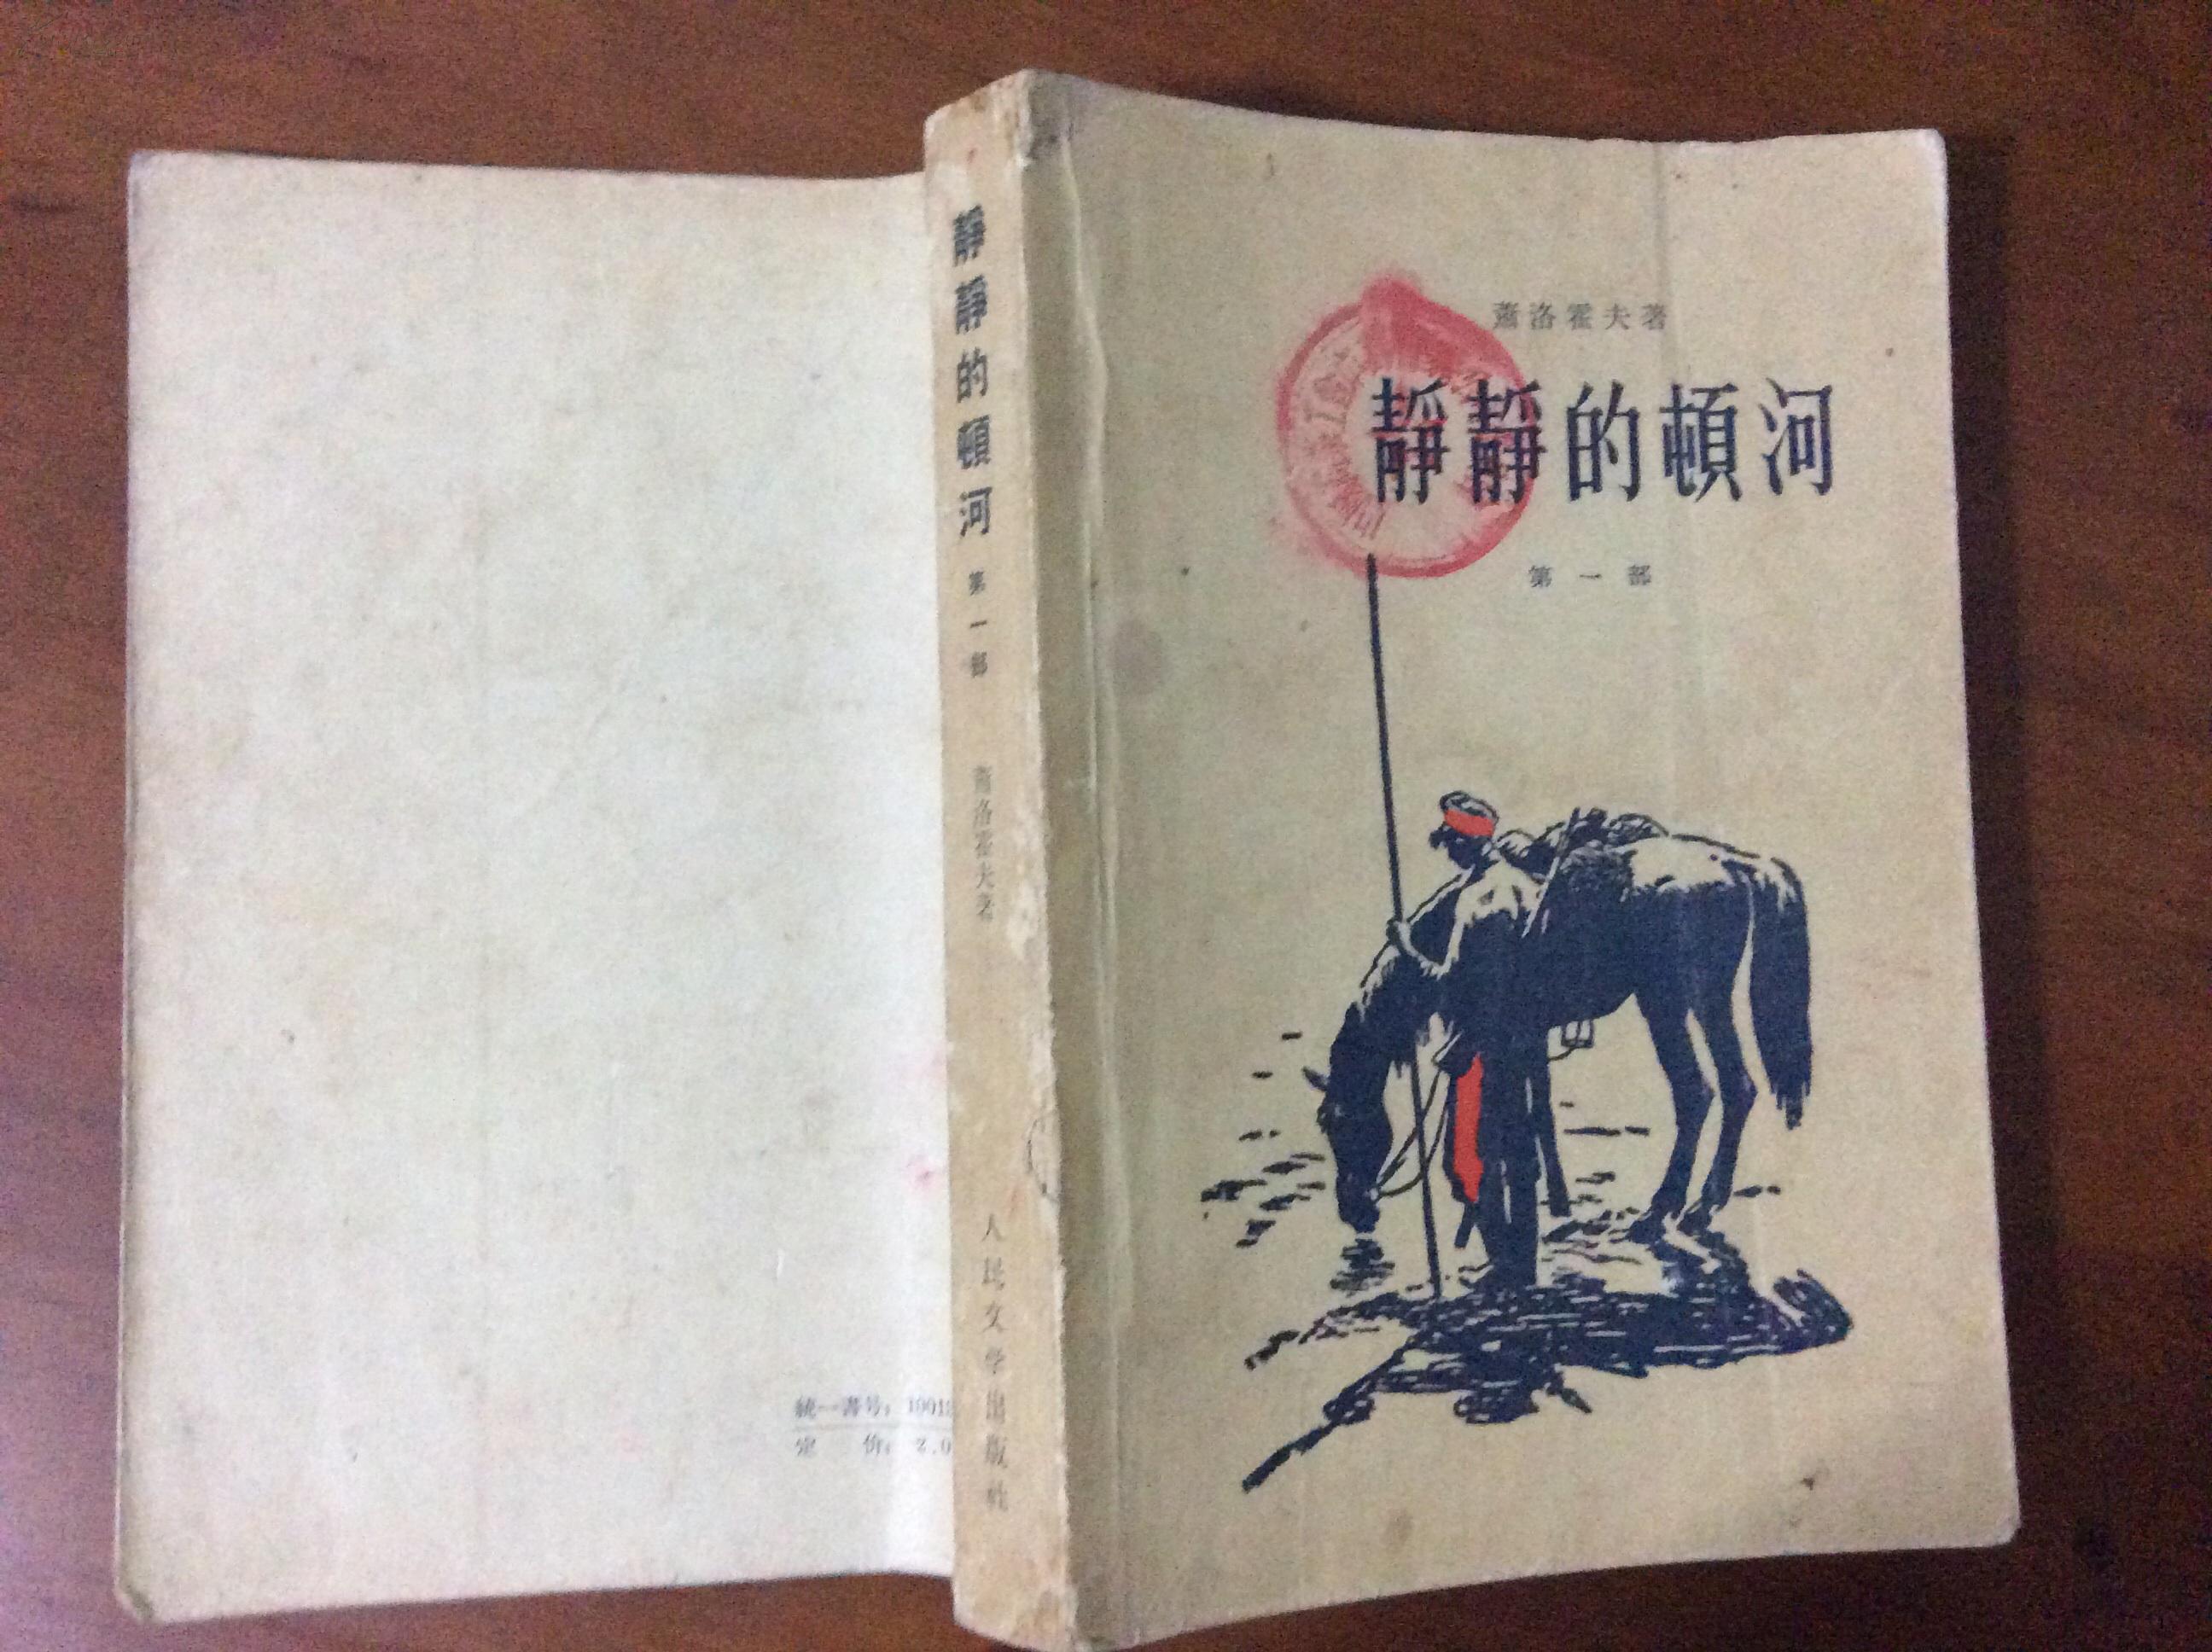 蕭洛霍夫著
靜靜的頓河
第一部
靜靜的頓河
第一部
蕭洛霍夫著
人民文学出版社
統一書号:
定价: 2.0